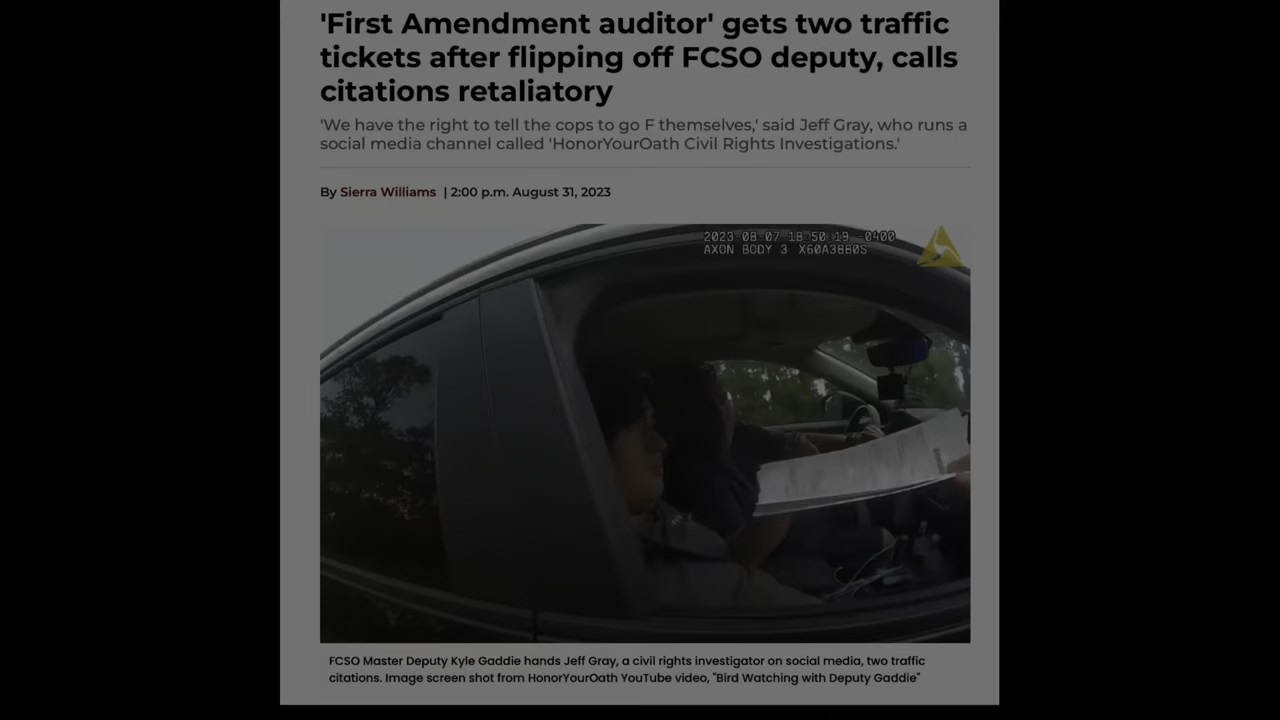 'First Amendment auditor' gets two traffic
tickets after flipping off FCSO deputy, calls
citations retaliatory
'We have the right to tell the cops to go F themselves,' said Jeff Gray, who runs a
social media channel called 'HonorYourOath Civil Rights Investigations.'
By Sierra Williams | 2:00 p.m. August 31, 2023
2023-08-07 18:50:19 -0400
AXON BODY 3 X60A3880S
FCSO Master Deputy Kyle Gaddie hands Jeff Gray, a civil rights investigator on social media, two traffic
citations. Image screen shot from HonorYourOath YouTube video, "Bird Watching with Deputy Gaddie"